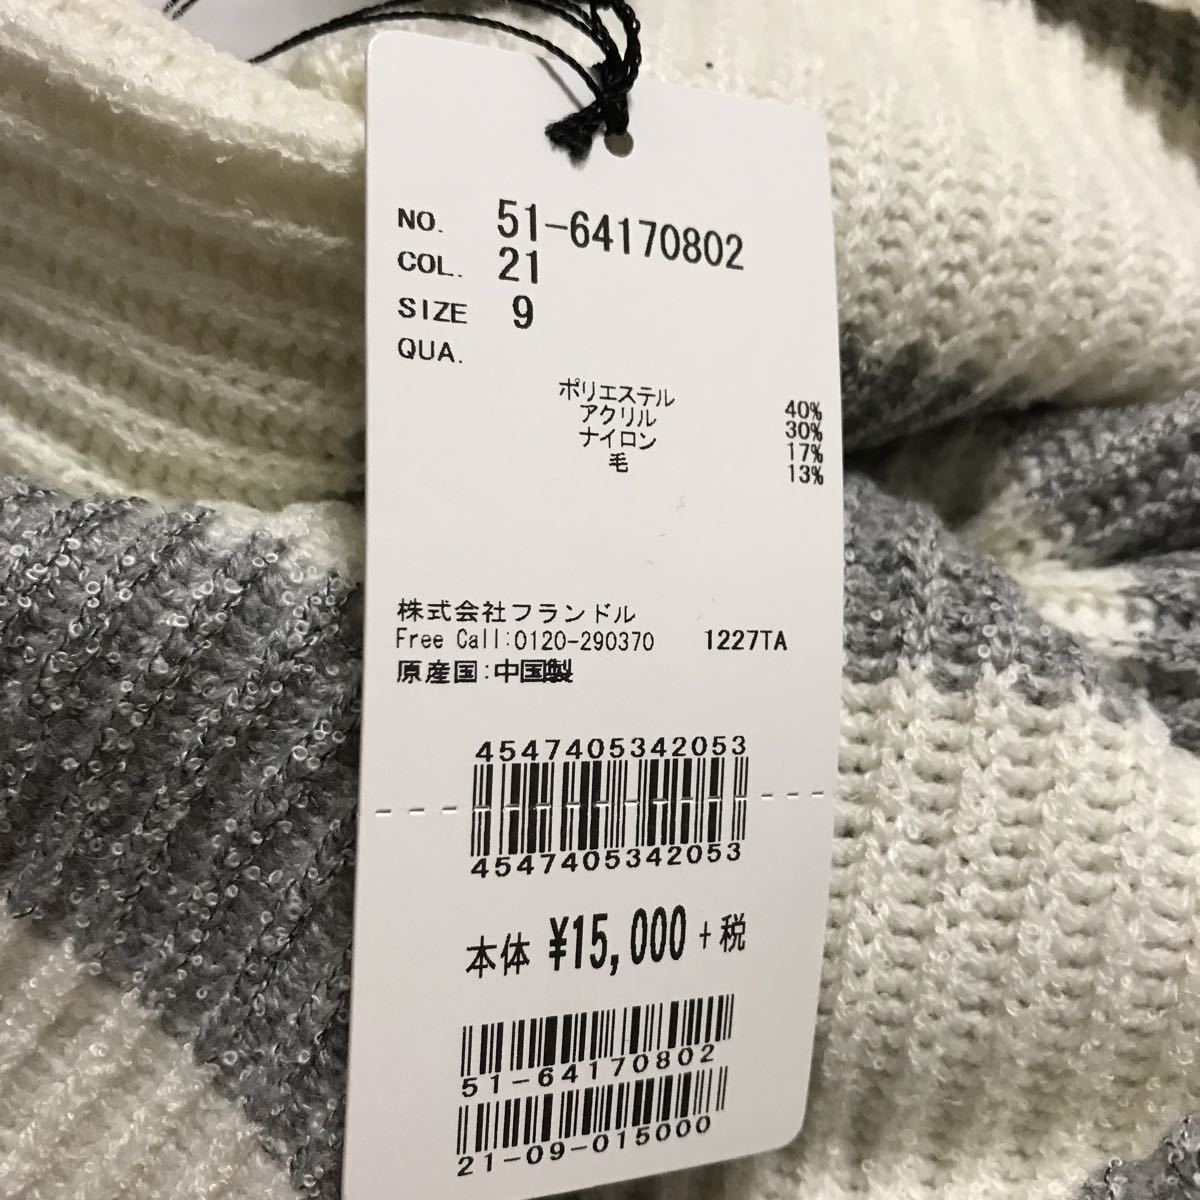 NO. 51-64170802
COL. 21
SIZE 9
QUA.
ポリエステル 40%
アクリル 30%
ナイロン 17%
毛 13%
株式会社フランドル
Free Call:0120-290370 1227TA
原産国:中国製
4547405342053
4547405342053
本体 ¥15,000 +税
51-64170802
21-09-015000